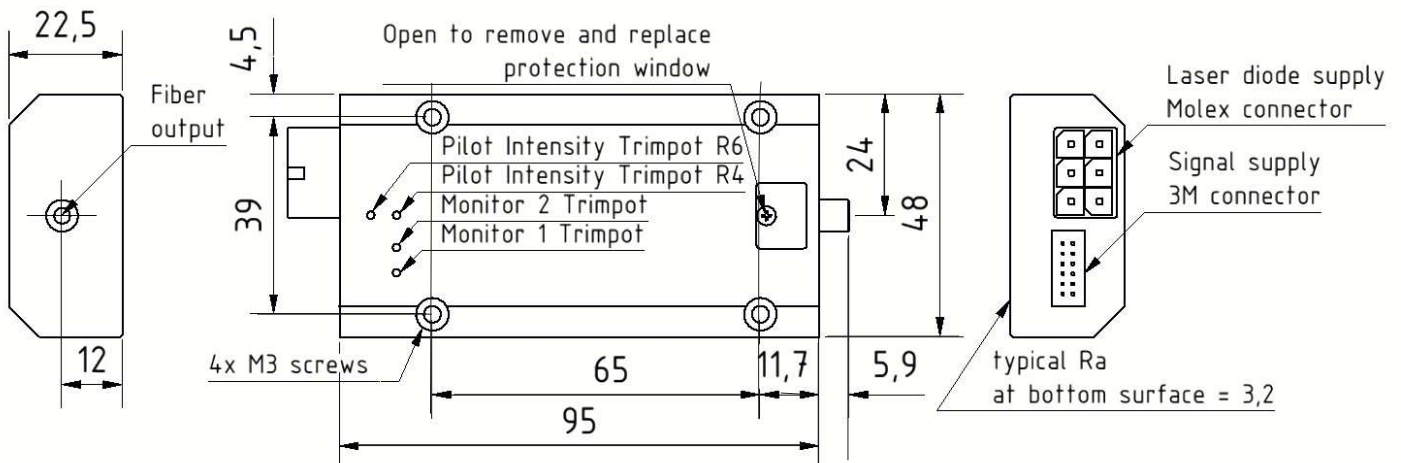 22,5
4,5
Open to remove and replace
protection window
Laser diode supply
Molex connector
Fiber
output
Pilot Intensity Trimpot R6
Pilot Intensity Trimpot R4
Monitor 2 Trimpot
Monitor 1 Trimpot
24
Signal supply
3M connector
39
48
12
4x M3 screws
65
11,7
5,9
typical Ra
at bottom surface = 3,2
95